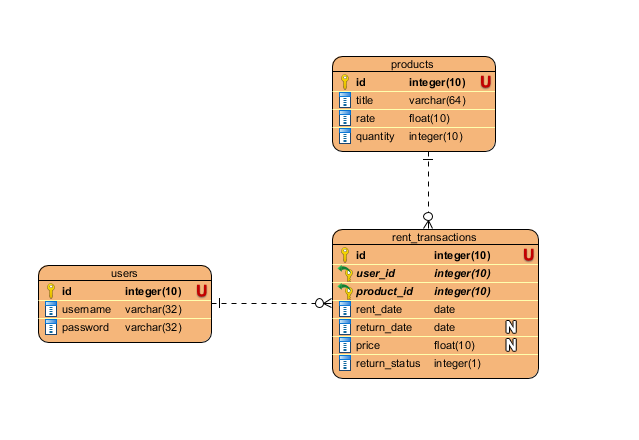 products
id integer(10) U
title varchar(64)
rate float(10)
quantity integer(10)
rent_transactions
id integer(10) U
user_id integer(10)
product_id integer(10)
rent_date date
return_date date N
price float(10) N
return_status integer(1)
users
id integer(10) U
username varchar(32)
password varchar(32)